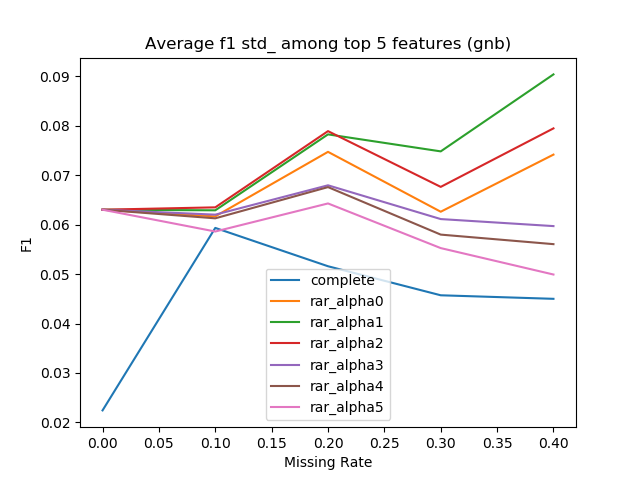 Average f1 std_ among top 5 features (gnb)
F1
0.09
0.08
0.07
0.06
0.05
0.04
0.03
0.02
complete
rar_alpha0
rar_alpha1
rar_alpha2
rar_alpha3
rar_alpha4
rar_alpha5
0.00 0.05 0.10 0.15 0.20 0.25 0.30 0.35 0.40
Missing Rate